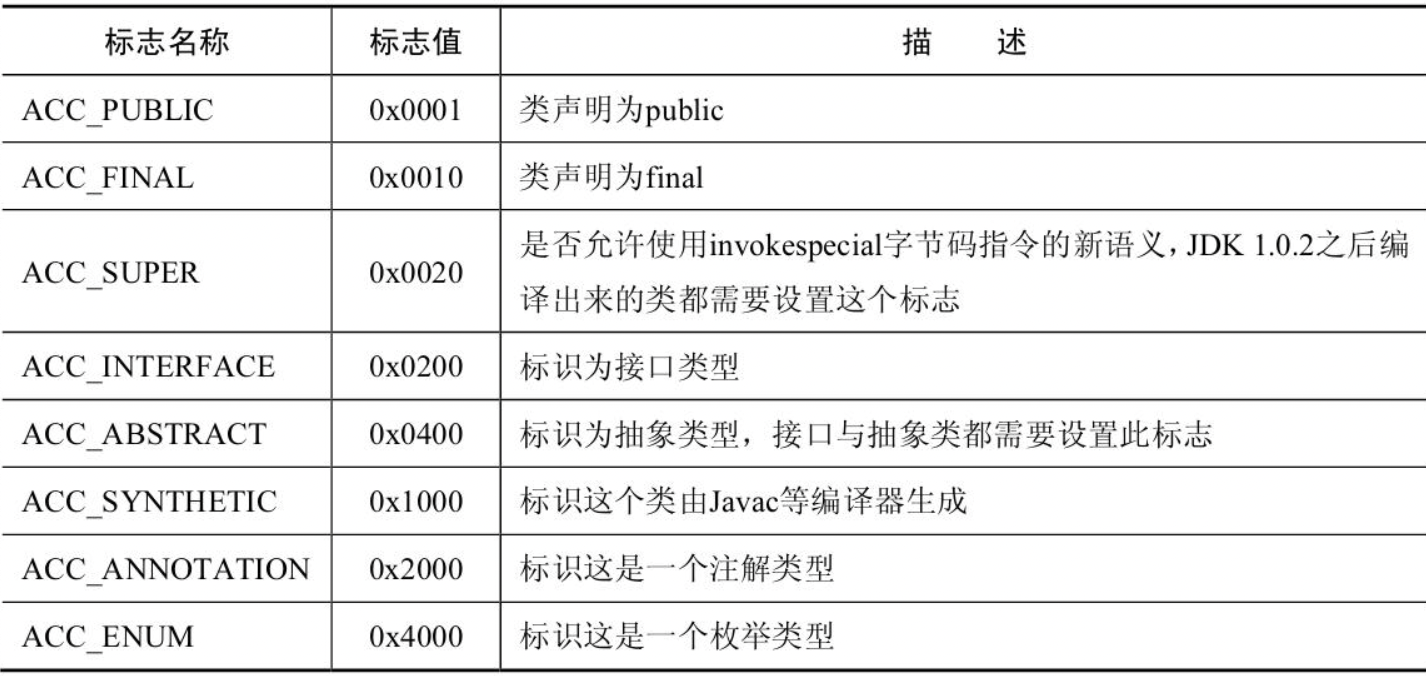 标志名称 标志值 描 述
ACC_PUBLIC 0x0001 类声明为public
ACC_FINAL 0x0010 类声明为final
ACC_SUPER 0x0020 是否允许使用invokespecial字节码指令的新语义，JDK 1.0.2之后编
译出来的类都需要设置这个标志
ACC_INTERFACE 0x0200 标识为接口类型
ACC_ABSTRACT 0x0400 标识为抽象类型，接口与抽象类都需要设置此标志
ACC_SYNTHETIC 0x1000 标识这个类由Javac等编译器生成
ACC_ANNOTATION 0x2000 标识这是一个注解类型
ACC_ENUM 0x4000 标识这是一个枚举类型